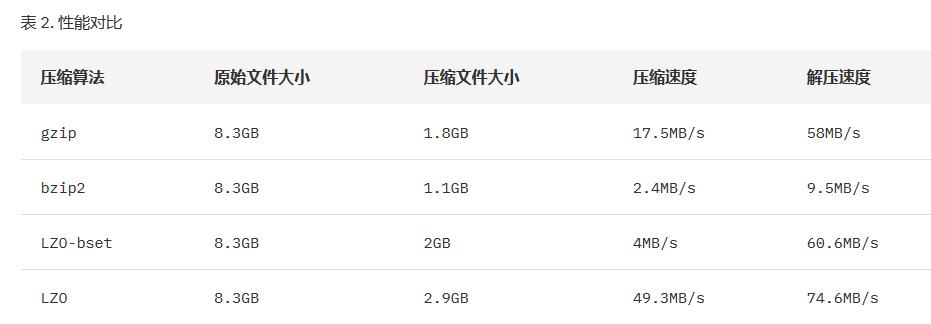 表 2. 性能对比
压缩算法 原始文件大小 压缩文件大小 压缩速度 解压速度
gzip 8.3GB 1.8GB 17.5MB/s 58MB/s
bzip2 8.3GB 1.1GB 2.4MB/s 9.5MB/s
LZO-bset 8.3GB 2GB 4MB/s 60.6MB/s
LZO 8.3GB 2.9GB 49.3MB/s 74.6MB/s